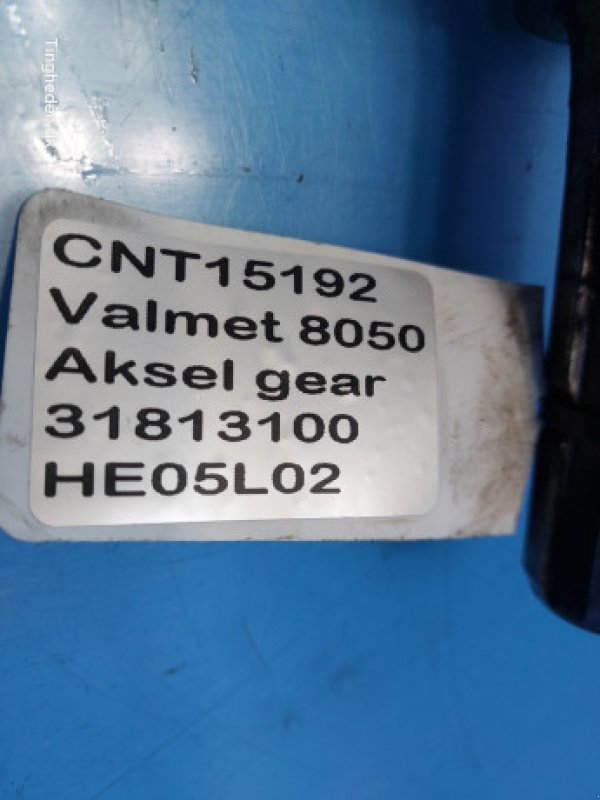 CNT15192
Valmet 8050
Aksel gear
31813100
HE05L02